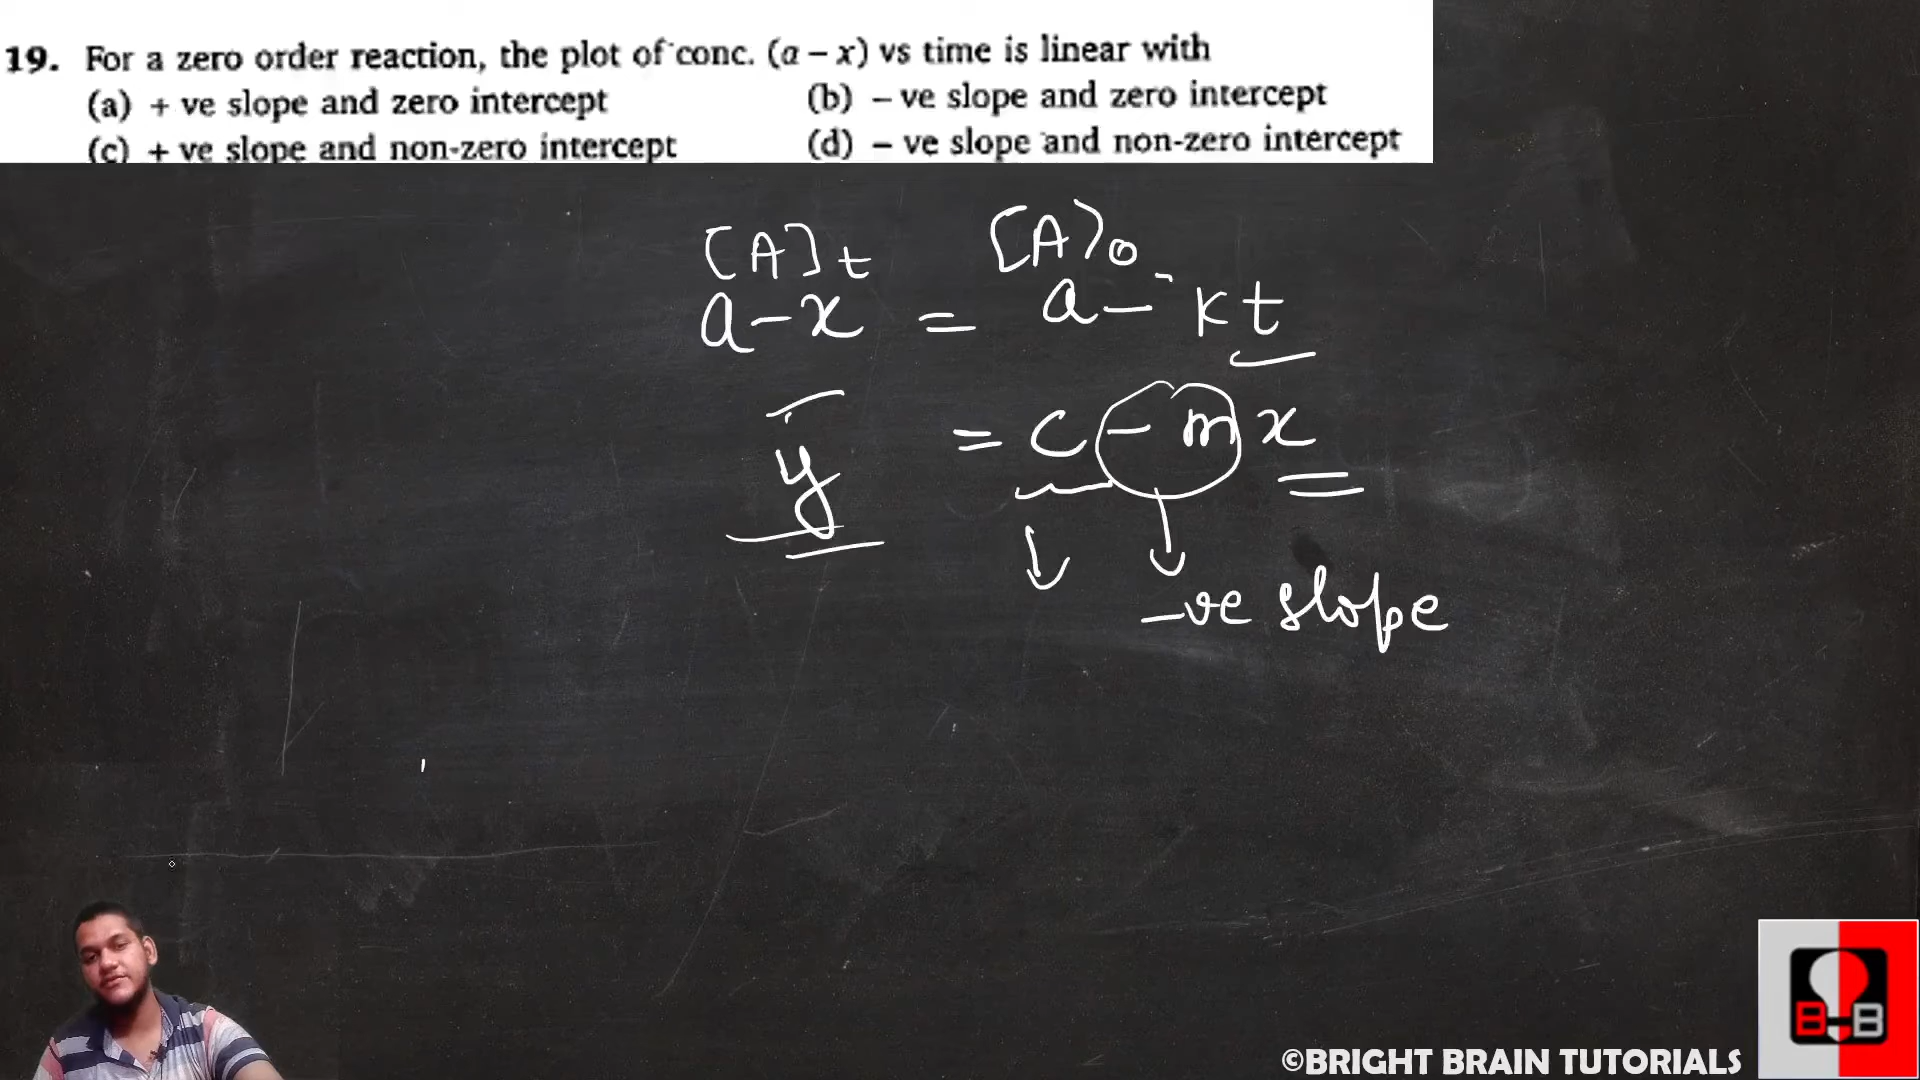 19. For a zero order reaction, the plot of conc. (a – x) vs time is linear with
(a) + ve slope and zero intercept (b) – ve slope and zero intercept
(c) + ve slope and non-zero intercept (d) – ve slope and non-zero intercept
[A]t [A]0
a-x = a- kt
y = c - mx
-ve slope
B B
©BRIGHT BRAIN TUTORIALS